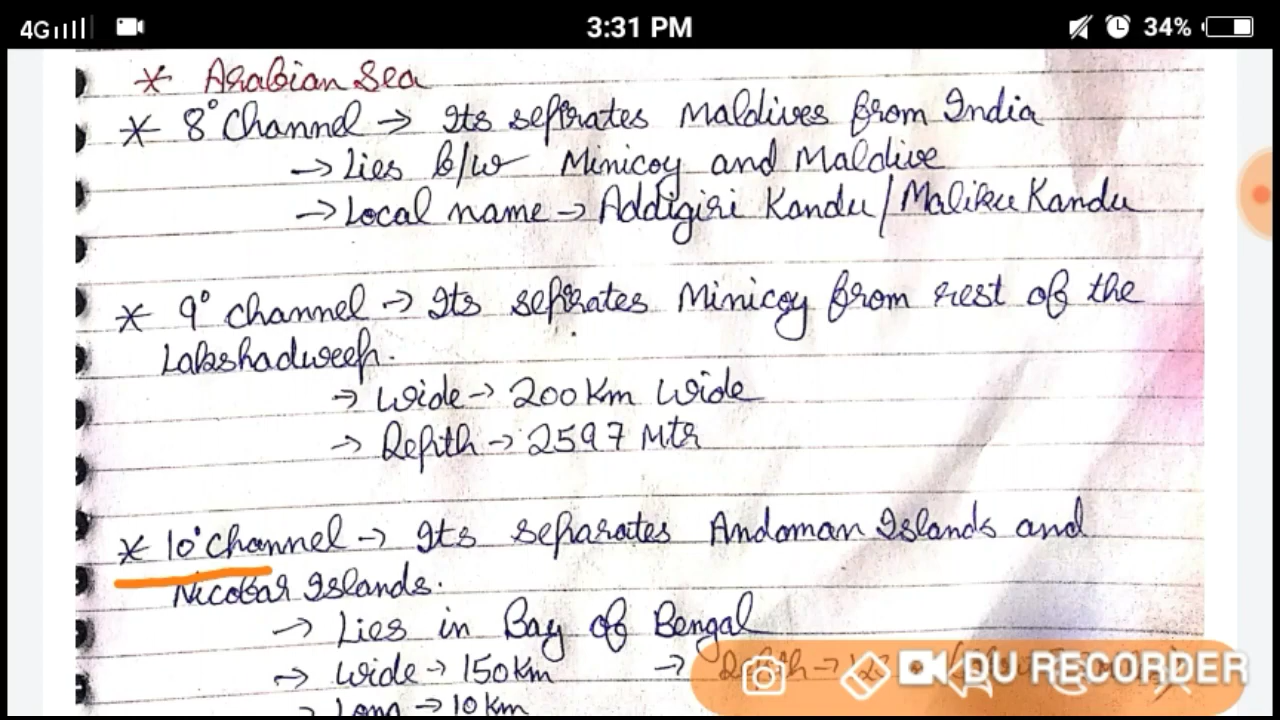 4G 3:31 PM 34%
* Arabian Sea
* 8° Channel → Its seprates Maldives from India
→ Lies b/w Minicoy and Maldive
→ Local name → Addigiri Kandu / Maliku Kandu
* 9° channel → Its seprates Minicoy from rest of the
Lakshadweep.
→ Wide → 200 Km Wide
→ Depth → 2597 Mtr
* 10° channel → Its separates Andaman Islands and
Nicobar Islands.
→ Lies in Bay of Bengal
→ Wide → 150 km → Depth →
DU RECORDER
→ Long → 10 Km